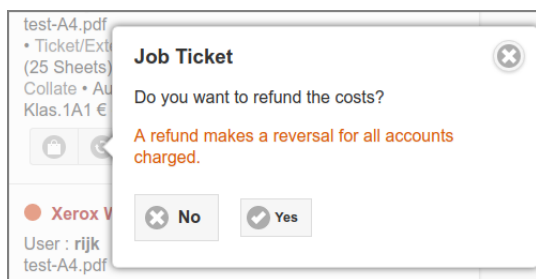 test-A4.pdf
• Ticket/Exte
(25 Sheets)
Collate • Au
Klas.1A1 €
Job Ticket
Do you want to refund the costs?
A refund makes a reversal for all accounts
charged.
No Yes
Xerox W
User : rijk
test-A4.pdf